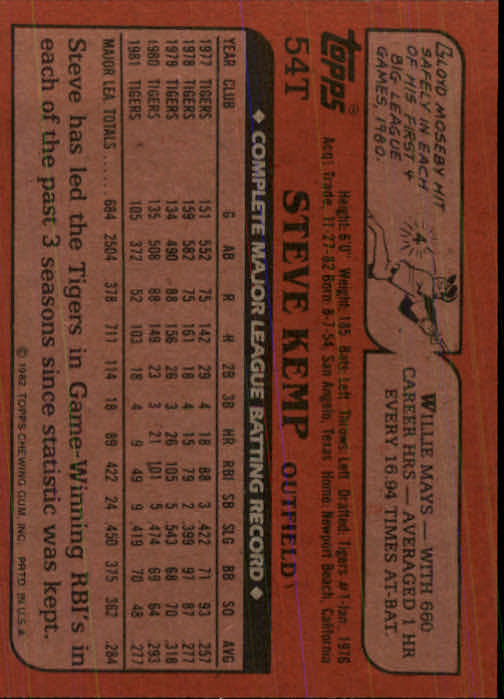 LLOYD MOSEBY HIT
SAFELY IN EACH
OF HIS FIRST 4
BIG LEAGUE
GAMES, 1980.
4
WILLIE MAYS — WITH 660
CAREER HRS — AVERAGED 1 HR
EVERY 16.94 TIMES AT-BAT.
topps®
54T STEVE KEMP OUTFIELD
Height: 6'0" Weight: 185 Bats: Left Throws: Left Drafted: Tigers #1-Jan. 1976
Acq: Trade, 11-27-82 Born: 8-7-54, San Angelo, Texas Home: Newport Beach, California
◆ COMPLETE MAJOR LEAGUE BATTING RECORD ◆
YEAR CLUB G AB R H 2B 3B HR RBI SB SLG BB SO AVG
1977 TIGERS 151 552 75 142 29 4 18 88 3 .422 71 93 .257
1978 TIGERS 159 582 75 161 18 4 15 79 2 .399 97 87 .277
1979 TIGERS 134 490 88 156 26 3 26 105 5 .543 68 70 .318
1980 TIGERS 135 508 88 149 23 3 21 101 5 .474 69 64 .293
1981 TIGERS 105 372 52 103 18 4 9 49 9 .419 70 48 .277
MAJOR LEA. TOTALS ...... 684 2504 378 711 114 18 89 422 24 .450 375 362 .284
Steve has led the Tigers in Game-Winning RBI's in
each of the past 3 seasons since statistic was kept.
© 1982 TOPPS CHEWING GUM, INC. PRTD. IN U.S.A.